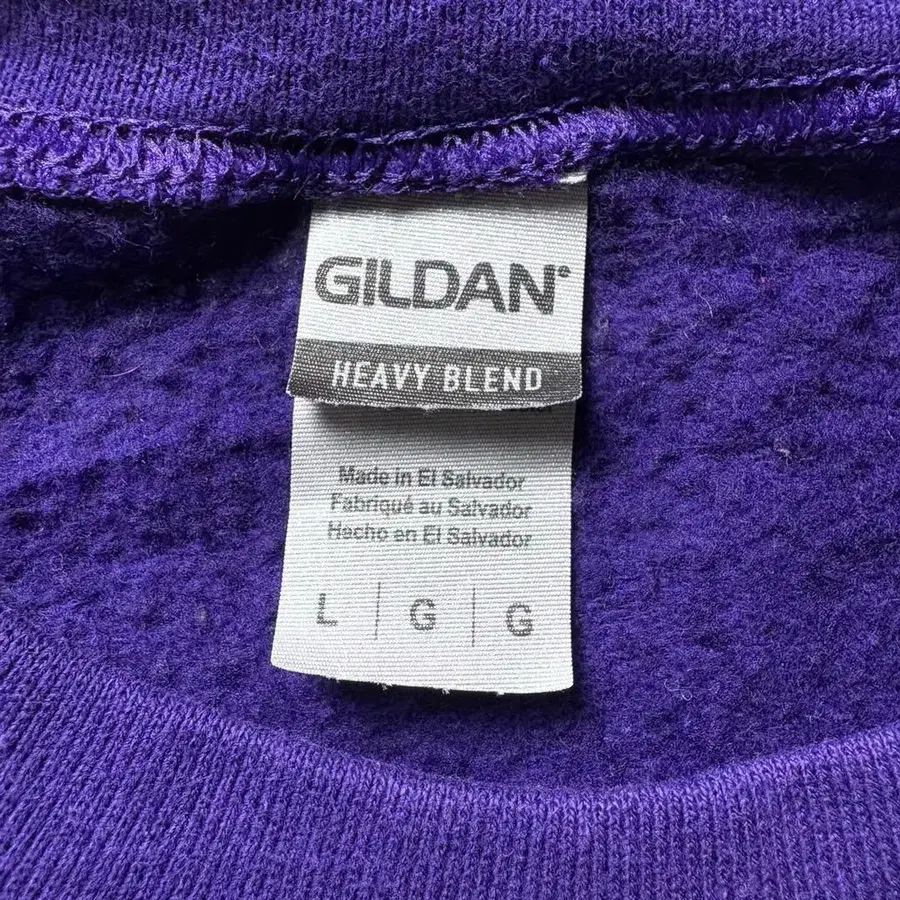 GILDAN®
HEAVY BLEND
Made in El Salvador
Fabriqué au Salvador
Hecho en El Salvador
L | G | G